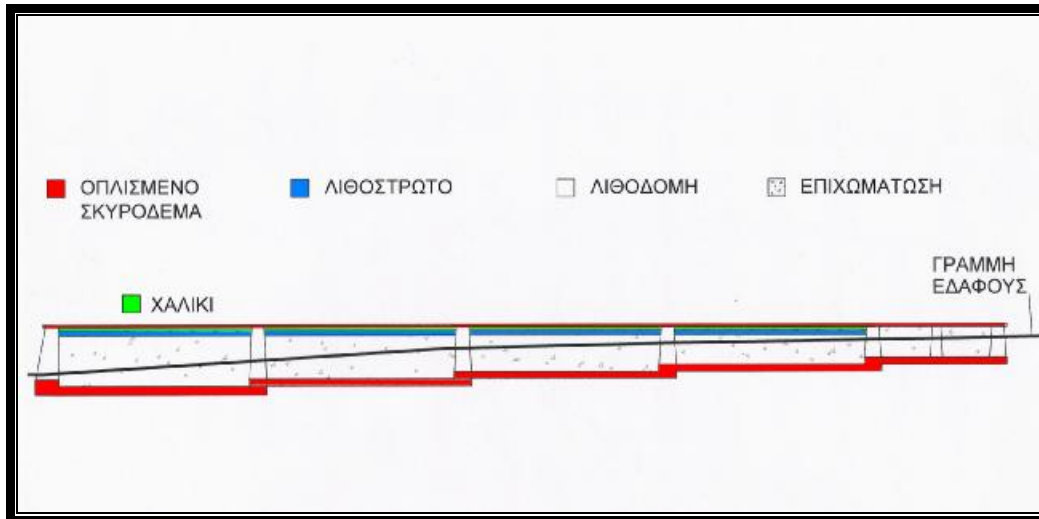 ΟΠΛΙΣΜΕΝΟ
ΣΚΥΡΟΔΕΜΑ
ΛΙΘΟΣΤΡΩΤΟ
ΛΙΘΟΔΟΜΗ
ΕΠΙΧΩΜΑΤΩΣΗ
ΧΑΛΙΚΙ
ΓΡΑΜΜΗ
ΕΔΑΦΟΥΣ